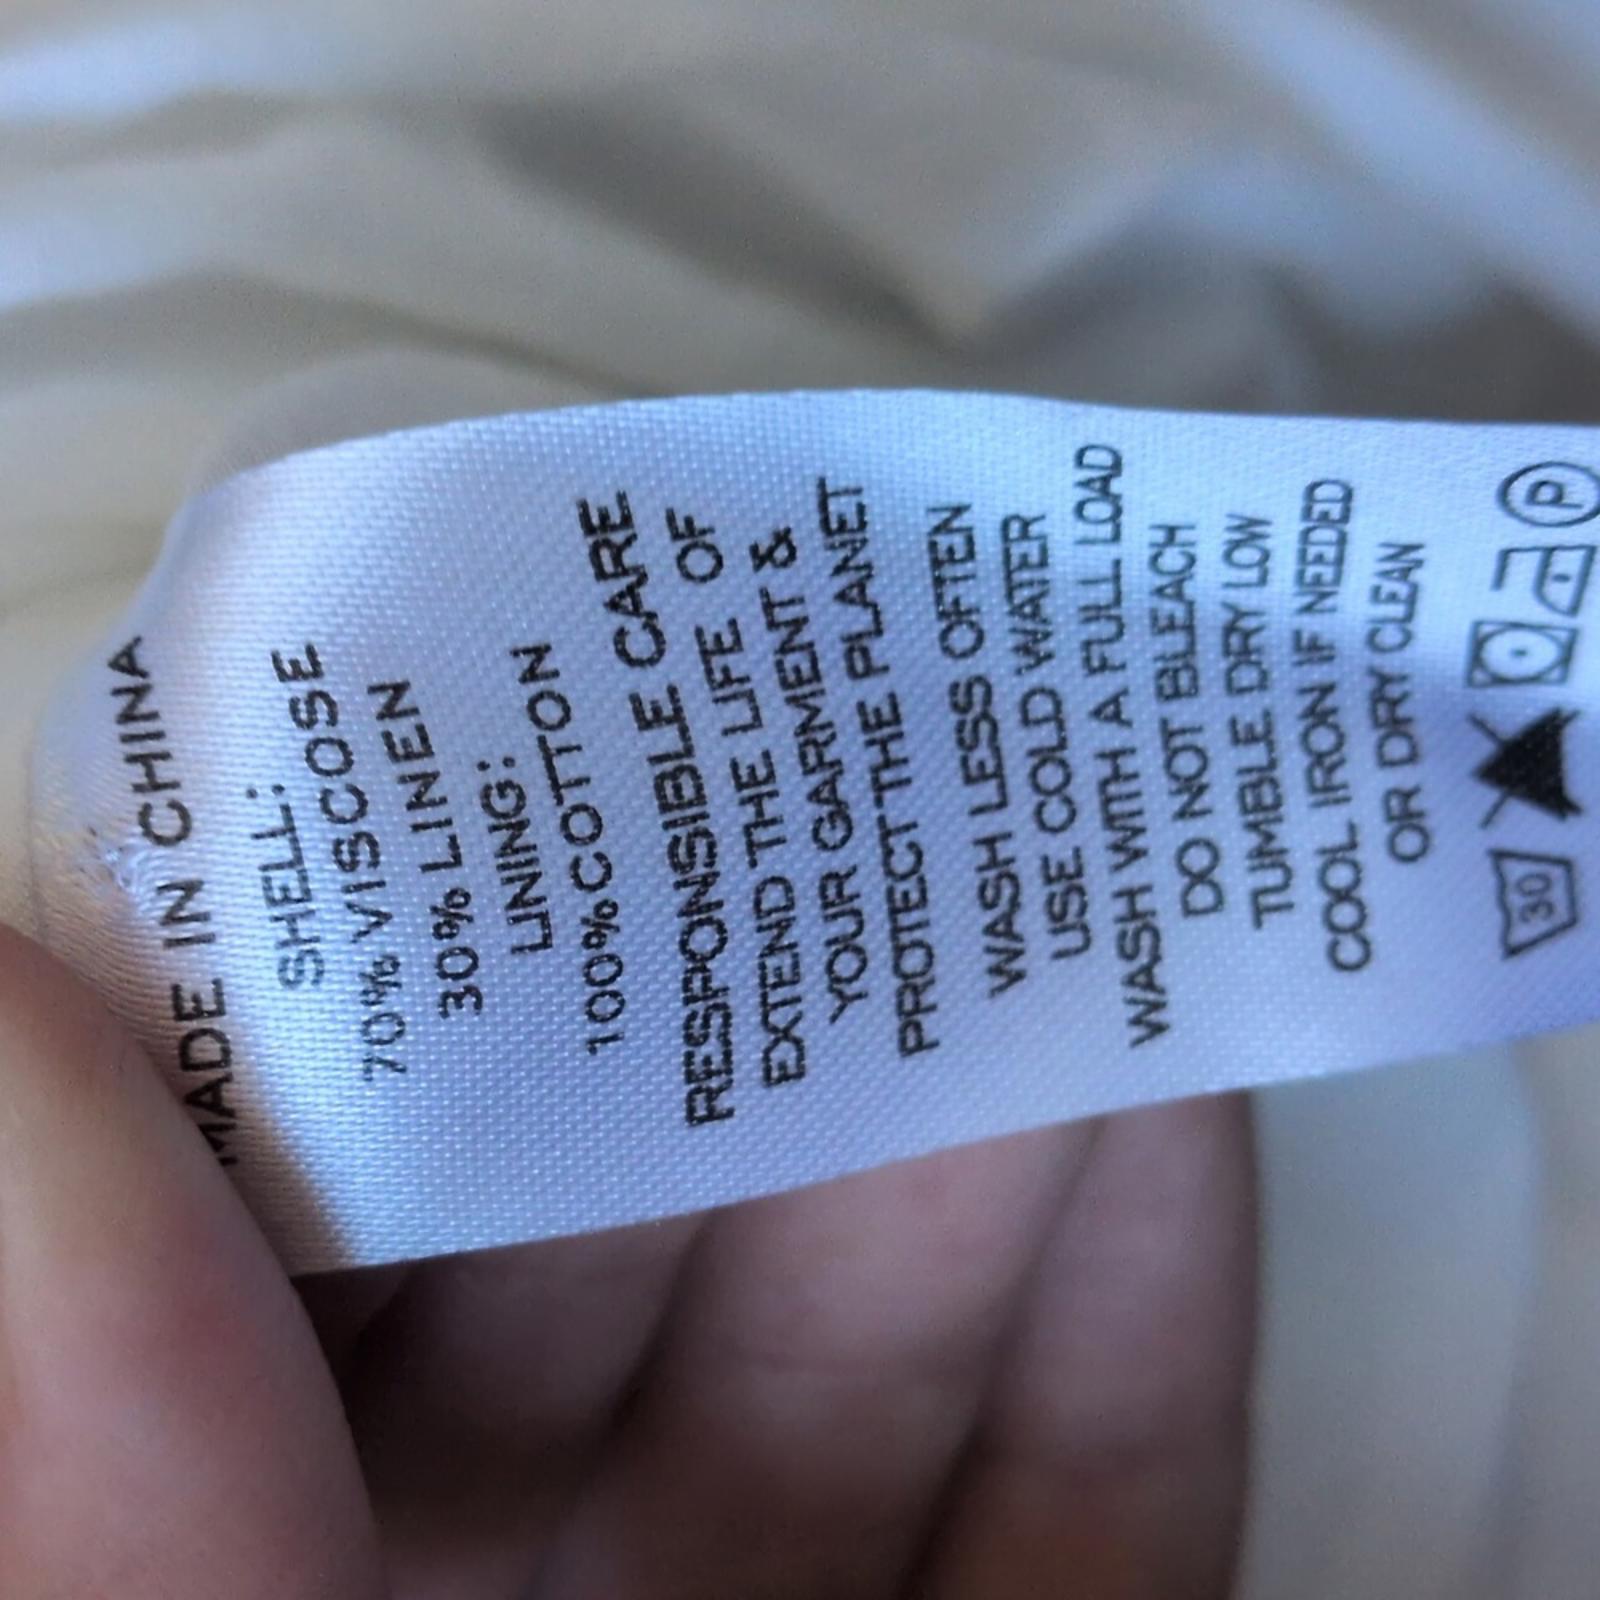 MADE IN CHINA
SHELL:
70% VISCOSE
30% LINEN
LINING:
100%COTTON
RESPONSIBLE CARE
EXTEND THE LIFE OF
YOUR GARMENT &
PROTECT THE PLANET
WASH LESS OFTEN
USE COLD WATER
WASH WITH A FULL LOAD
DO NOT BLEACH
TUMBLE DRY LOW
COOL IRON IF NEEDED
OR DRY CLEAN
30 P